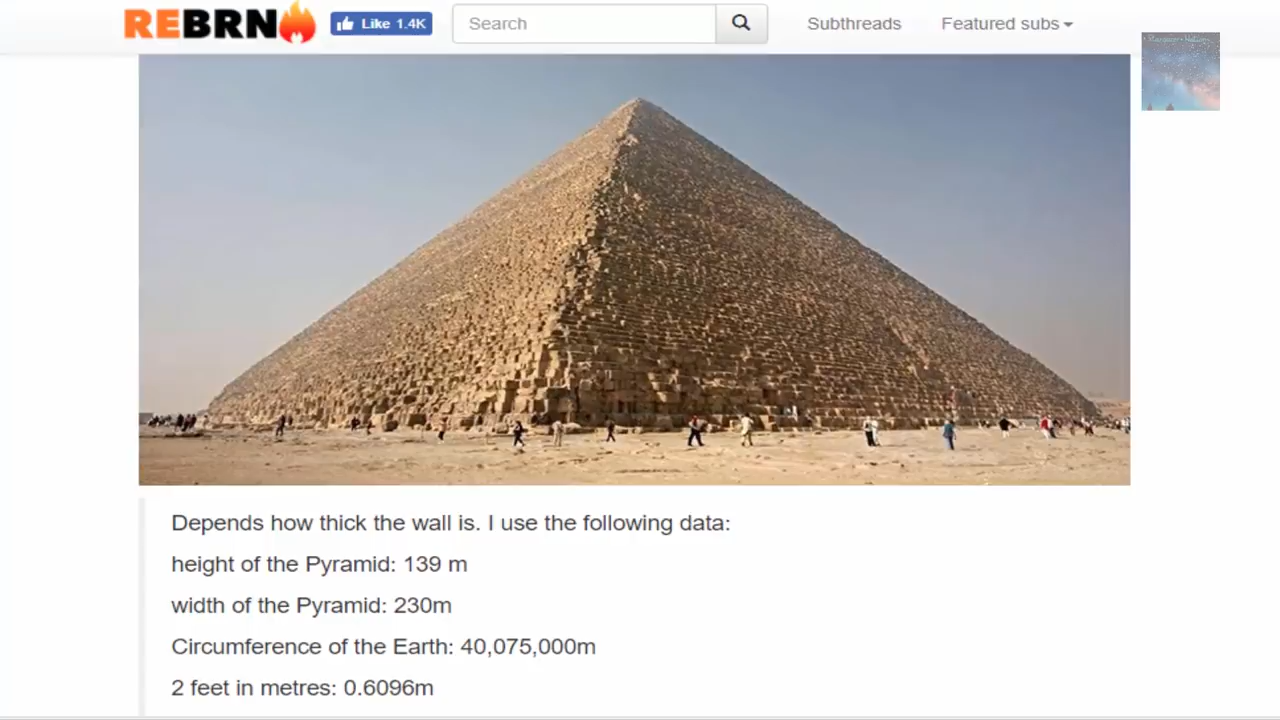 REBRN
Like 1.4K
Search
Subthreads
Featured subs
Depends how thick the wall is. I use the following data:
height of the Pyramid: 139 m
width of the Pyramid: 230m
Circumference of the Earth: 40,075,000m
2 feet in metres: 0.6096m